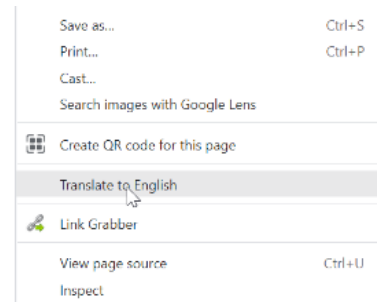 Save as... Ctrl+S
Print... Ctrl+P
Cast...
Search images with Google Lens
Create QR code for this page
Translate to English
Link Grabber
View page source Ctrl+U
Inspect